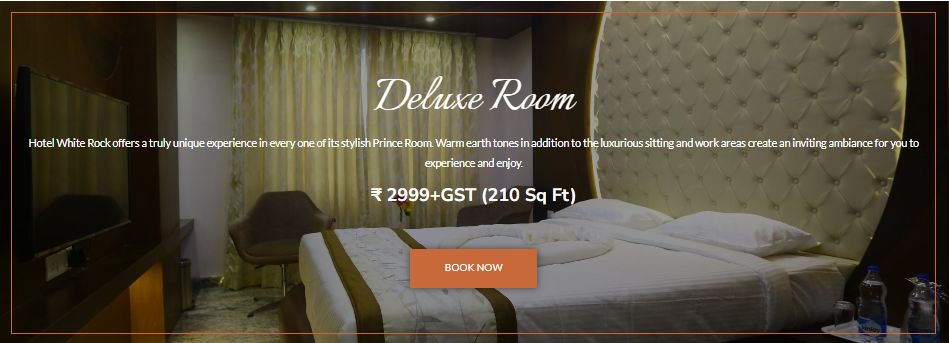 Deluxe Room
Hotel White Rock offers a truly unique experience in every one of its stylish Prince Room. Warm earth tones in addition to the luxurious sitting and work areas create an inviting ambiance for you to
experience and enjoy.
₹ 2999+GST (210 Sq Ft)
BOOK NOW